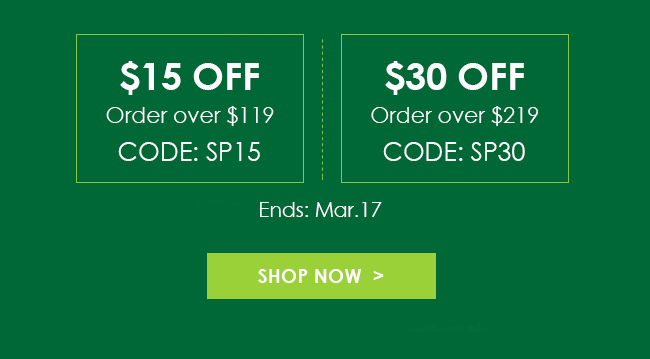 $15 OFF
Order over $119
CODE: SP15
$30 OFF
Order over $219
CODE: SP30
Ends: Mar.17
SHOP NOW >